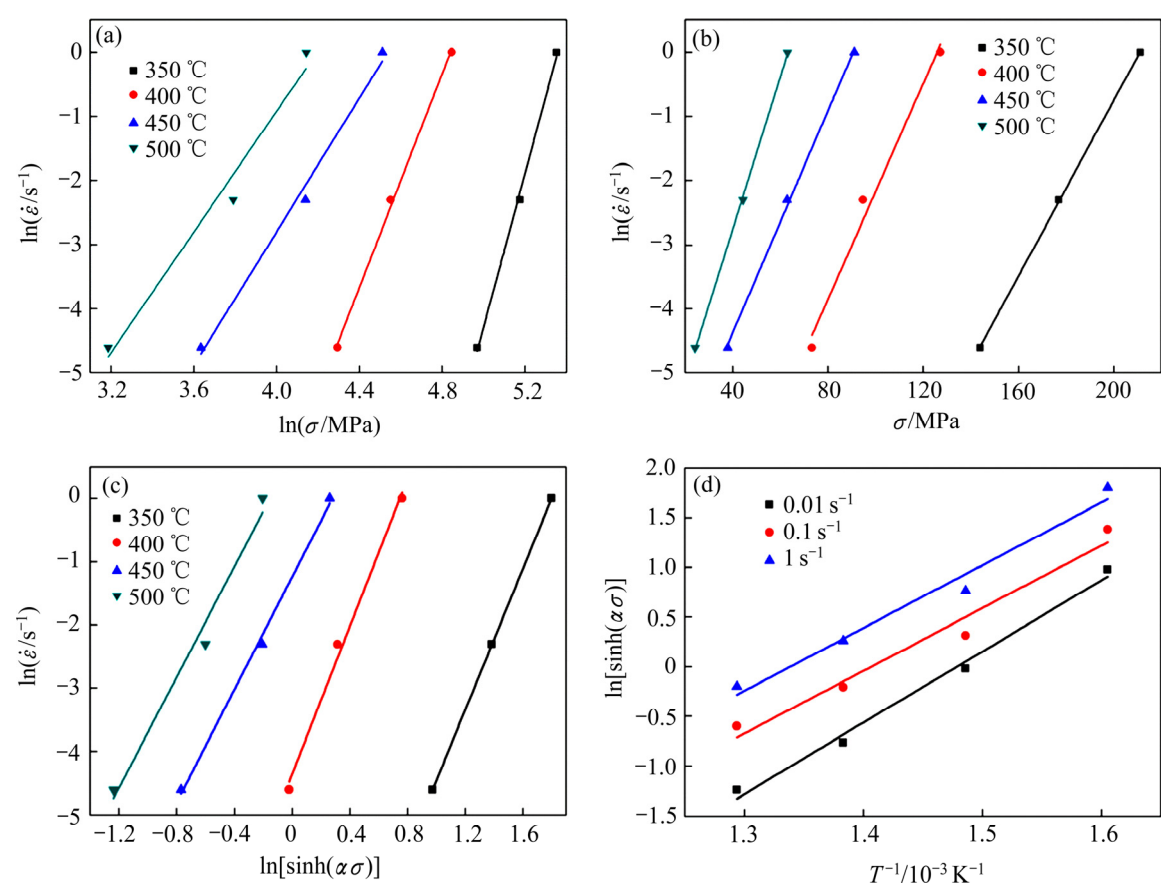 (a)
350 ℃
400 ℃
450 ℃
500 ℃
0
−1
−2
−3
−4
−5
3.2 3.6 4.0 4.4 4.8 5.2
ln(ε̇/s⁻¹)
ln(σ/MPa)
(b)
350 ℃
400 ℃
450 ℃
500 ℃
0
−1
−2
−3
−4
−5
40 80 120 160 200
ln(ε̇/s⁻¹)
σ/MPa
(c)
350 ℃
400 ℃
450 ℃
500 ℃
0
−1
−2
−3
−4
−5
−1.2 −0.8 −0.4 0 0.4 0.8 1.2 1.6
ln(ε̇/s⁻¹)
ln[sinh(ασ)]
(d)
0.01 s⁻¹
0.1 s⁻¹
1 s⁻¹
2.0
1.5
1.0
0.5
0
−0.5
−1.0
−1.5
1.3 1.4 1.5 1.6
ln[sinh(ασ)]
T⁻¹/10⁻³ K⁻¹